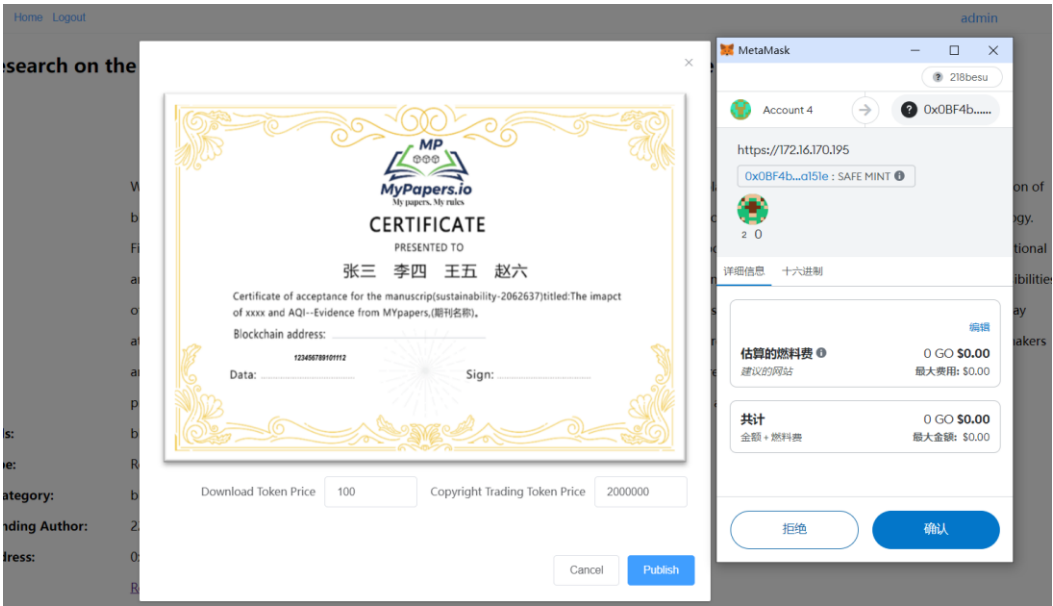 Home Logout
admin
search on the
MP
MyPapers.io
My papers, My rules
CERTIFICATE
PRESENTED TO
张三 李四 王五 赵六
Certificate of acceptance for the manuscrip(sustainability-2062637)titled:The imapct
of xxxx and AQI--Evidence from MYpapers,(期刊名称)。
Blockchain address:
123456789101112
Data:
Sign:
Download Token Price 100
Copyright Trading Token Price 2000000
Cancel
Publish
ls:
pe:
ategory:
nding Author:
dress:
on of
gy.
tional
ibilities
ay
akers
MetaMask
218besu
Account 4
0x0BF4b......
https://172.16.170.195
0x0BF4b...a151e : SAFE MINT
2 0
详细信息 十六进制
编辑
估算的燃料费 0 GO $0.00
建议的网站 最大费用: $0.00
共计 0 GO $0.00
金额 + 燃料费 最大金额: $0.00
拒绝
确认